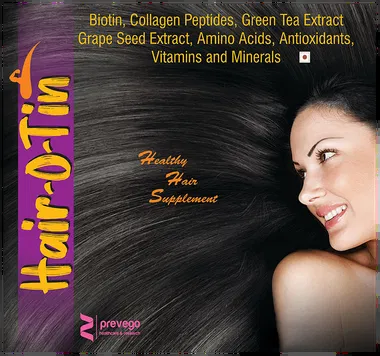 Biotin, Collagen Peptides, Green Tea Extract
Grape Seed Extract, Amino Acids, Antioxidants,
Vitamins and Minerals
Hair-O-Tin
Healthy
Hair
Supplement
prevego
healthcare & research